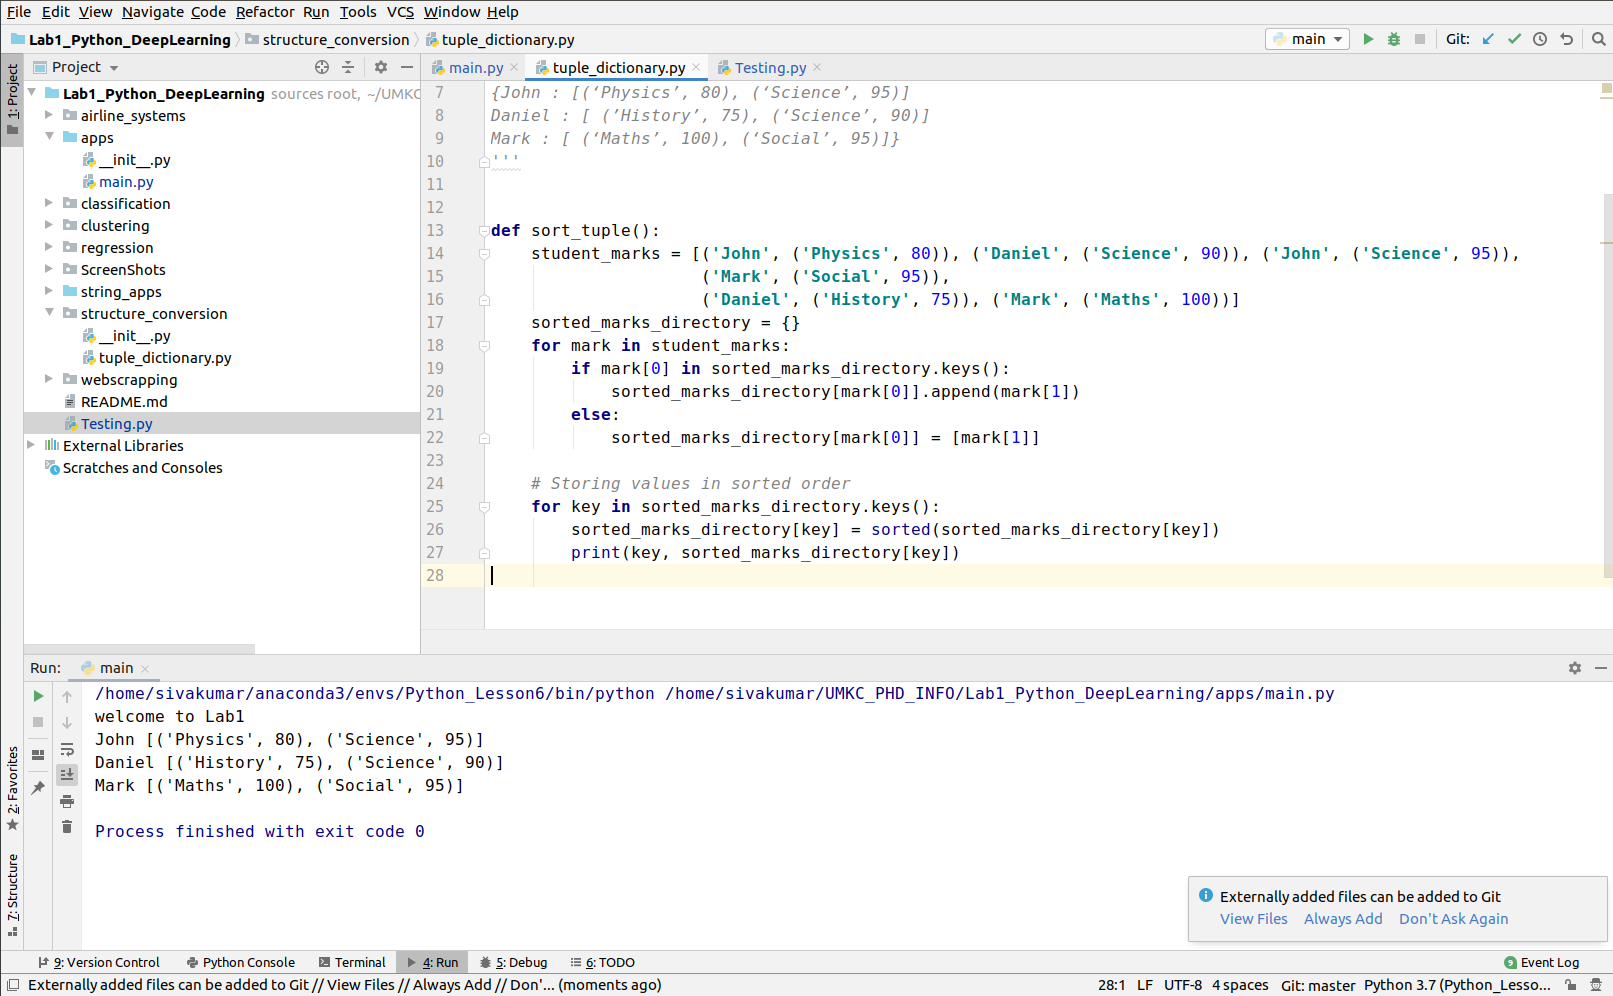 File Edit View Navigate Code Refactor Run Tools VCS Window Help
Lab1_Python_DeepLearning structure_conversion tuple_dictionary.py main Git:
1: Project
Project
main.py tuple_dictionary.py Testing.py
Lab1_Python_DeepLearning sources root, ~/UMKC
airline_systems
apps
__init__.py
main.py
classification
clustering
regression
ScreenShots
string_apps
structure_conversion
__init__.py
tuple_dictionary.py
webscrapping
README.md
Testing.py
External Libraries
Scratches and Consoles
7 {John : [(‘Physics’, 80), (‘Science’, 95)]
8 Daniel : [ (’History’, 75), (‘Science’, 90)]
9 Mark : [ (‘Maths’, 100), (‘Social’, 95)]}
10 '''
11
12
13 def sort_tuple():
14 student_marks = [('John', ('Physics', 80)), ('Daniel', ('Science', 90)), ('John', ('Science', 95)),
15 ('Mark', ('Social', 95)),
16 ('Daniel', ('History', 75)), ('Mark', ('Maths', 100))]
17 sorted_marks_directory = {}
18 for mark in student_marks:
19 if mark[0] in sorted_marks_directory.keys():
20 sorted_marks_directory[mark[0]].append(mark[1])
21 else:
22 sorted_marks_directory[mark[0]] = [mark[1]]
23
24 # Storing values in sorted order
25 for key in sorted_marks_directory.keys():
26 sorted_marks_directory[key] = sorted(sorted_marks_directory[key])
27 print(key, sorted_marks_directory[key])
28
Run: main
/home/sivakumar/anaconda3/envs/Python_Lesson6/bin/python /home/sivakumar/UMKC_PHD_INFO/Lab1_Python_DeepLearning/apps/main.py
welcome to Lab1
John [('Physics', 80), ('Science', 95)]
Daniel [('History', 75), ('Science', 90)]
Mark [('Maths', 100), ('Social', 95)]
Process finished with exit code 0
2: Favorites
7: Structure
Externally added files can be added to Git
View Files Always Add Don't Ask Again
9: Version Control Python Console Terminal 4: Run 5: Debug 6: TODO 9 Event Log
Externally added files can be added to Git // View Files // Always Add // Don'... (moments ago) 28:1 LF UTF-8 4 spaces Git: master Python 3.7 (Python_Lesso...